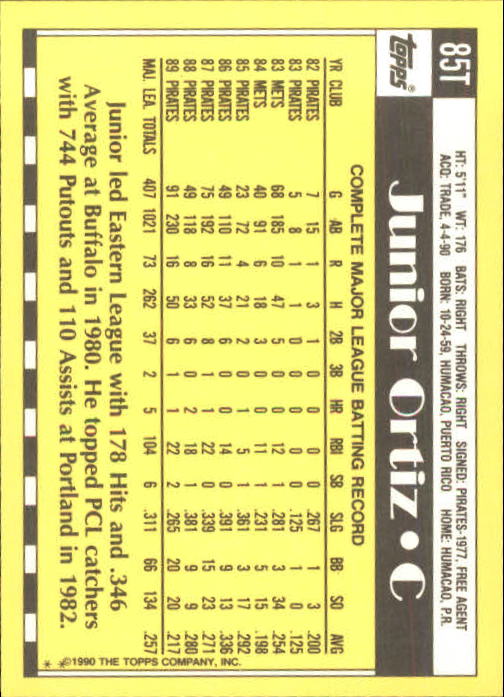 85T
HT: 5'11" WT: 176 BATS: RIGHT THROWS: RIGHT SIGNED: PIRATES-1977, FREE AGENT
ACQ: TRADE, 4-4-90 BORN: 10-24-59, HUMACAO, PUERTO RICO HOME: HUMACAO, P.R.
topps®
Junior Ortiz • C
COMPLETE MAJOR LEAGUE BATTING RECORD
YR CLUB G AB R H 2B 3B HR RBI SB SLG BB SO AVG
82 PIRATES 7 15 1 3 1 0 0 0 0 .267 1 3 .200
83 PIRATES 5 8 1 1 0 0 0 0 0 .125 1 0 .125
83 METS 68 185 10 47 5 0 0 12 1 .281 3 34 .254
84 METS 40 91 6 18 3 0 0 11 1 .231 5 15 .198
85 PIRATES 23 72 4 21 2 0 1 5 1 .361 3 17 .292
86 PIRATES 49 110 11 37 6 0 0 14 0 .391 9 13 .336
87 PIRATES 75 192 16 52 8 1 1 22 0 .339 15 23 .271
88 PIRATES 49 118 8 33 6 0 2 18 1 .381 9 9 .280
89 PIRATES 91 230 16 50 6 1 1 22 2 .265 20 20 .217
MAJ. LEA. TOTALS 407 1021 73 262 37 2 5 104 6 .311 66 134 .257
Junior led Eastern League with 178 Hits and .346
Average at Buffalo in 1980. He topped PCL catchers
with 744 Putouts and 110 Assists at Portland in 1982.
* *©1990 THE TOPPS COMPANY, INC.